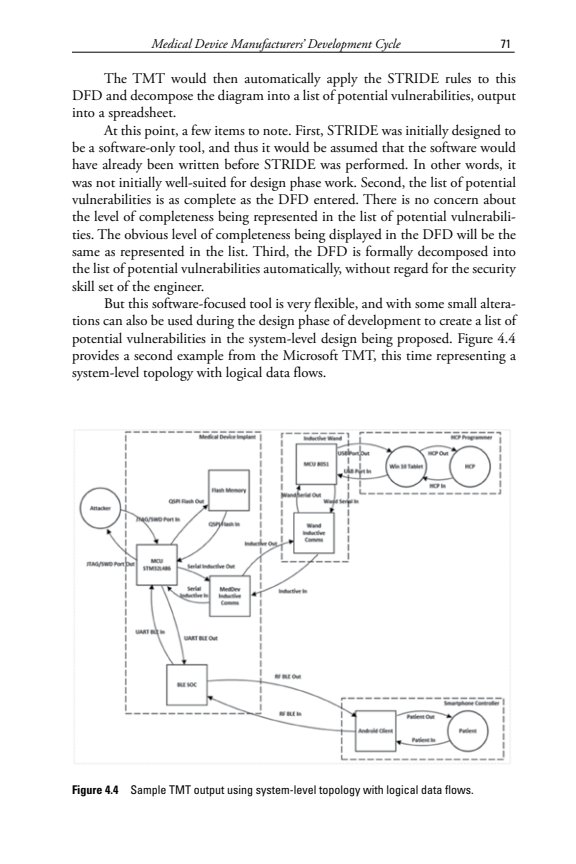 Medical Device Manufacturers' Development Cycle 71
The TMT would then automatically apply the STRIDE rules to this
DFD and decompose the diagram into a list of potential vulnerabilities, output
into a spreadsheet.
At this point, a few items to note. First, STRIDE was initially designed to
be a software-only tool, and thus it would be assumed that the software would
have already been written before STRIDE was performed. In other words, it
was not initially well-suited for design phase work. Second, the list of potential
vulnerabilities is as complete as the DFD entered. There is no concern about
the level of completeness being represented in the list of potential vulnerabili-
ties. The obvious level of completeness being displayed in the DFD will be the
same as represented in the list. Third, the DFD is formally decomposed into
the list of potential vulnerabilities automatically, without regard for the security
skill set of the engineer.
But this software-focused tool is very flexible, and with some small altera-
tions can also be used during the design phase of development to create a list of
potential vulnerabilities in the system-level design being proposed. Figure 4.4
provides a second example from the Microsoft TMT, this time representing a
system-level topology with logical data flows.
Medical Device Implant
Inductive Wand
HCP Programmer
USB Port Out
HCP Out
MCU 8051
Win 10 Tablet
HCP
USB Port In
HCP In
Flash Memory
QSPI Flash Out
Wand Serial Out
Wand Serial In
Attacker
JTAG/SWD Port In
QSPI Flash In
Wand
Inductive
Comms
Inductive Out
JTAG/SWD Port Out
MCU
STM32L486
Serial Inductive Out
Serial
Inductive In
MedDev
Inductive
Comms
Inductive In
UART BLE In
UART BLE Out
BLE SOC
RF BLE Out
RF BLE In
Smartphone Controller
Patient Out
Android Client
Patient
Patient In
Figure 4.4 Sample TMT output using system-level topology with logical data flows.